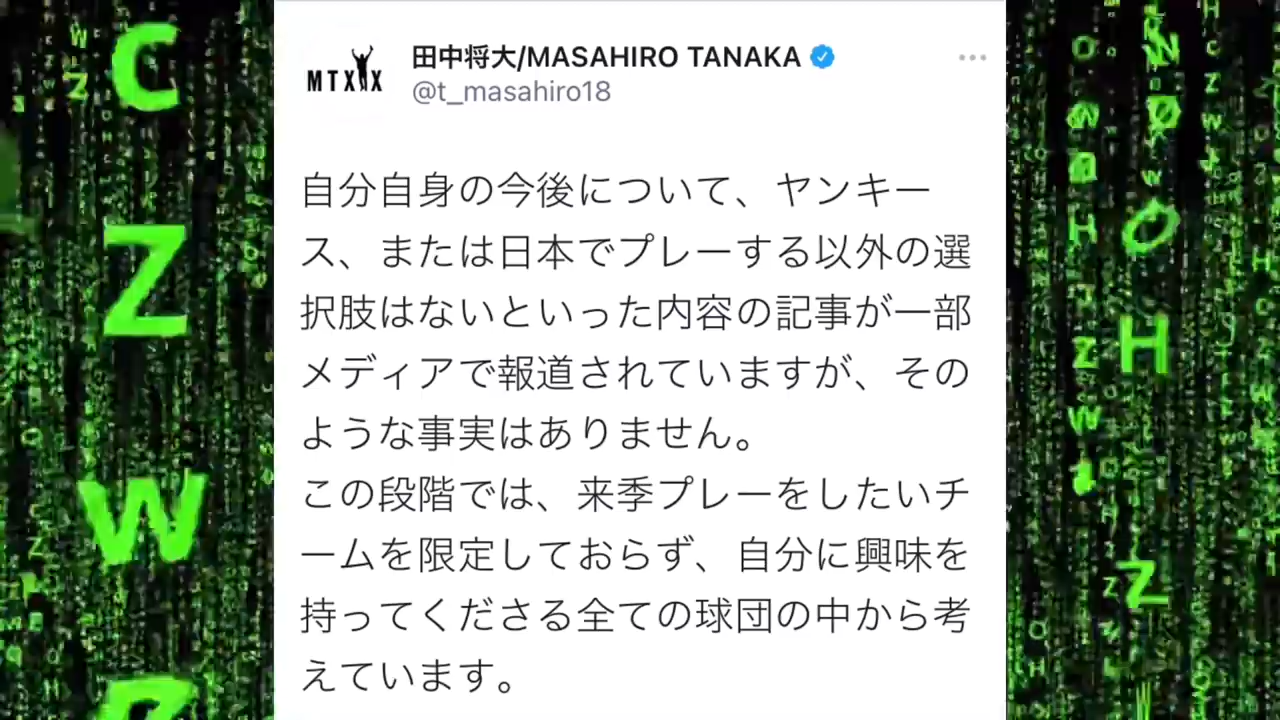 MTXIX
田中将大/MASAHIRO TANAKA
@t_masahiro18
自分自身の今後について、ヤンキー
ス、または日本でプレーする以外の選
択肢はないといった内容の記事が一部
メディアで報道されていますが、その
ような事実はありません。
この段階では、来季プレーをしたいチ
ームを限定しておらず、自分に興味を
持ってくださる全ての球団の中から考
えています。